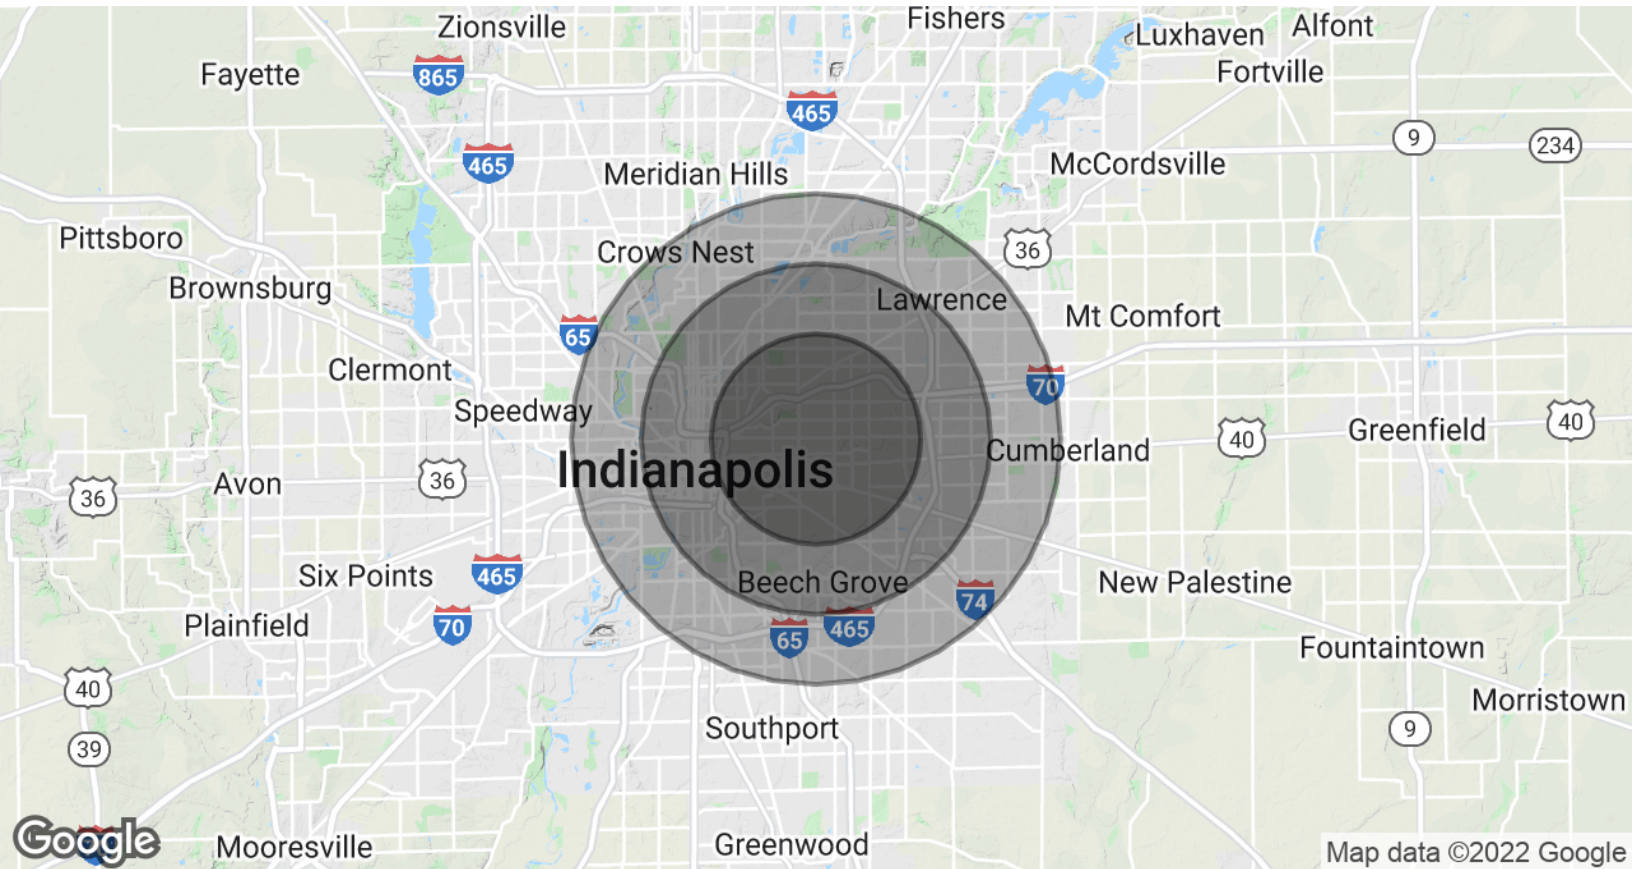 Zionsville
Fishers
Luxhaven
Alfont
Fayette
865
Fortville
465
9
234
465
Meridian Hills
McCordsville
Pittsboro
Crows Nest
36
Brownsburg
Lawrence
Mt Comfort
65
Clermont
70
Speedway
40
Greenfield
40
Cumberland
Indianapolis
36
Avon
36
Six Points
465
Beech Grove
74
New Palestine
Plainfield
70
65
465
Fountaintown
40
Morristown
39
Southport
9
Google
Mooresville
Greenwood
Map data ©2022 Google